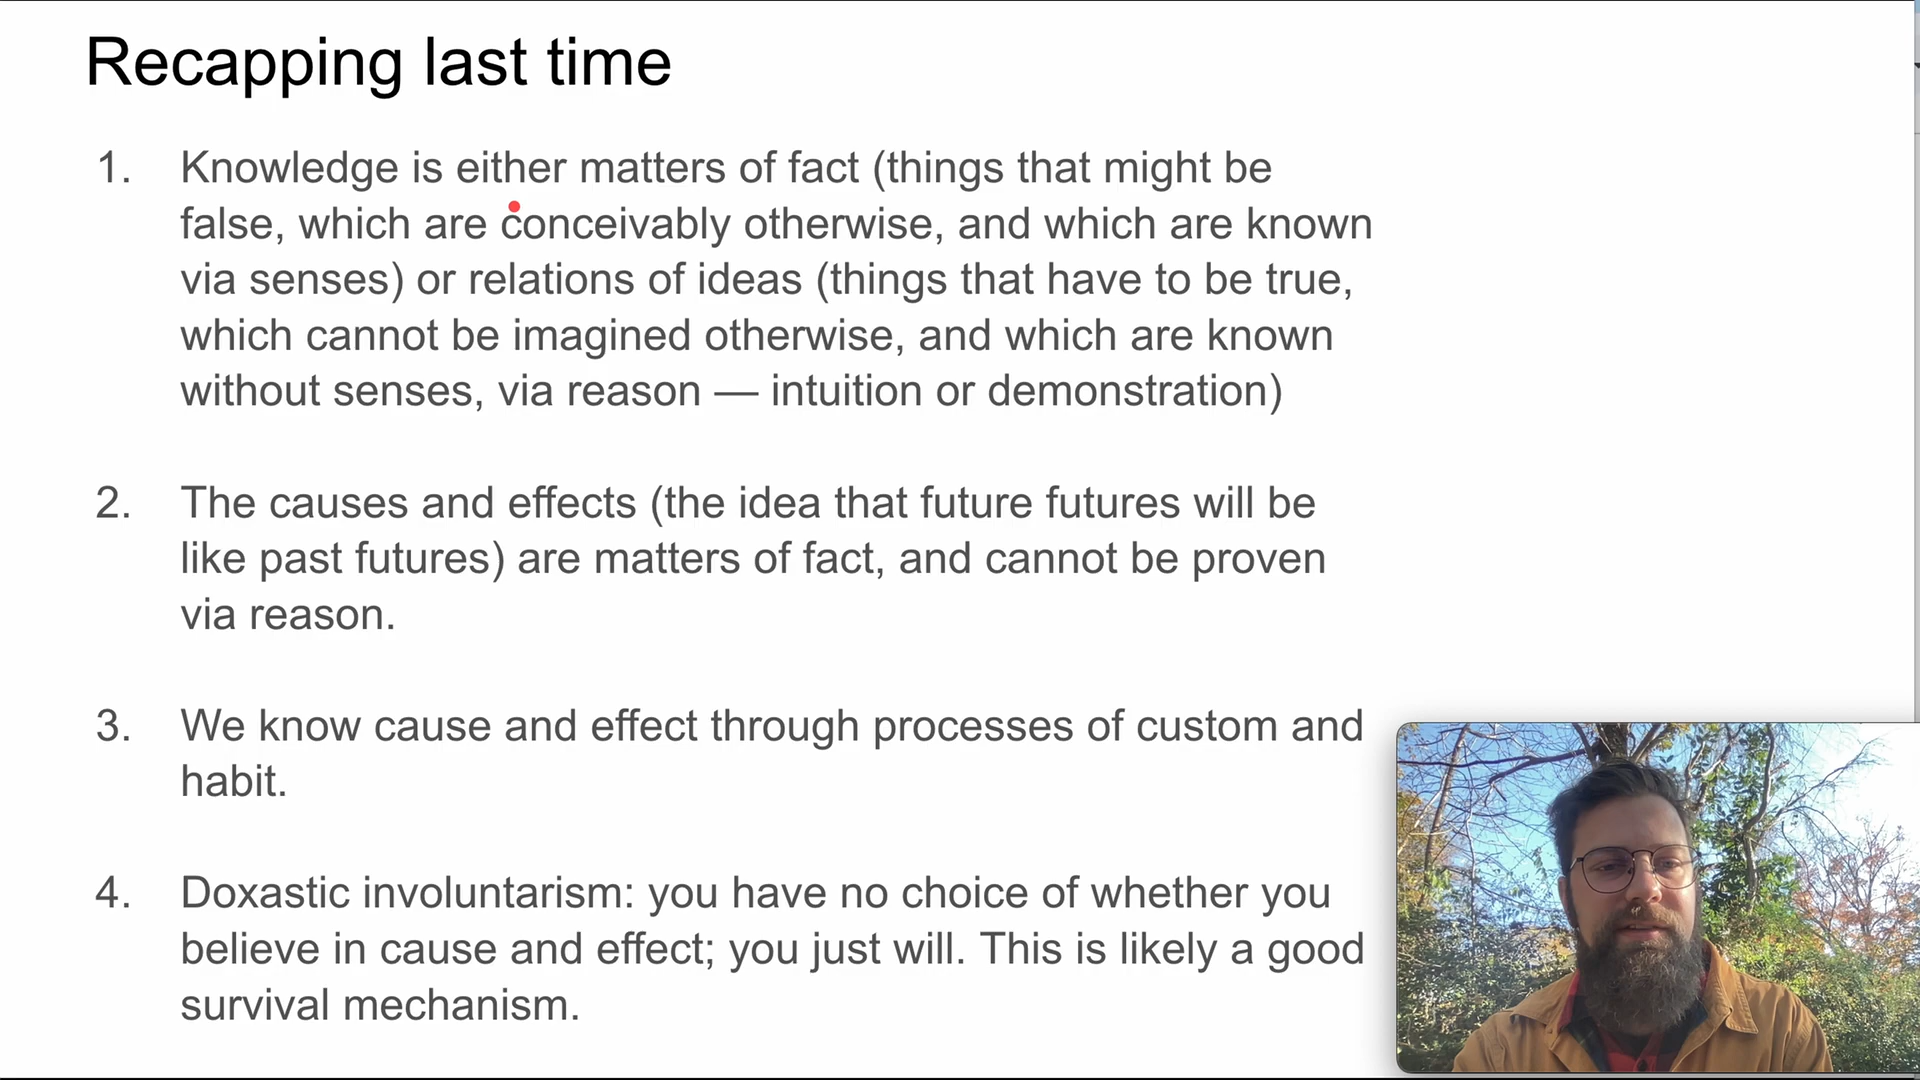 Recapping last time
1. Knowledge is either matters of fact (things that might be
false, which are conceivably otherwise, and which are known
via senses) or relations of ideas (things that have to be true,
which cannot be imagined otherwise, and which are known
without senses, via reason — intuition or demonstration)
2. The causes and effects (the idea that future futures will be
like past futures) are matters of fact, and cannot be proven
via reason.
3. We know cause and effect through processes of custom and
habit.
4. Doxastic involuntarism: you have no choice of whether you
believe in cause and effect; you just will. This is likely a good
survival mechanism.